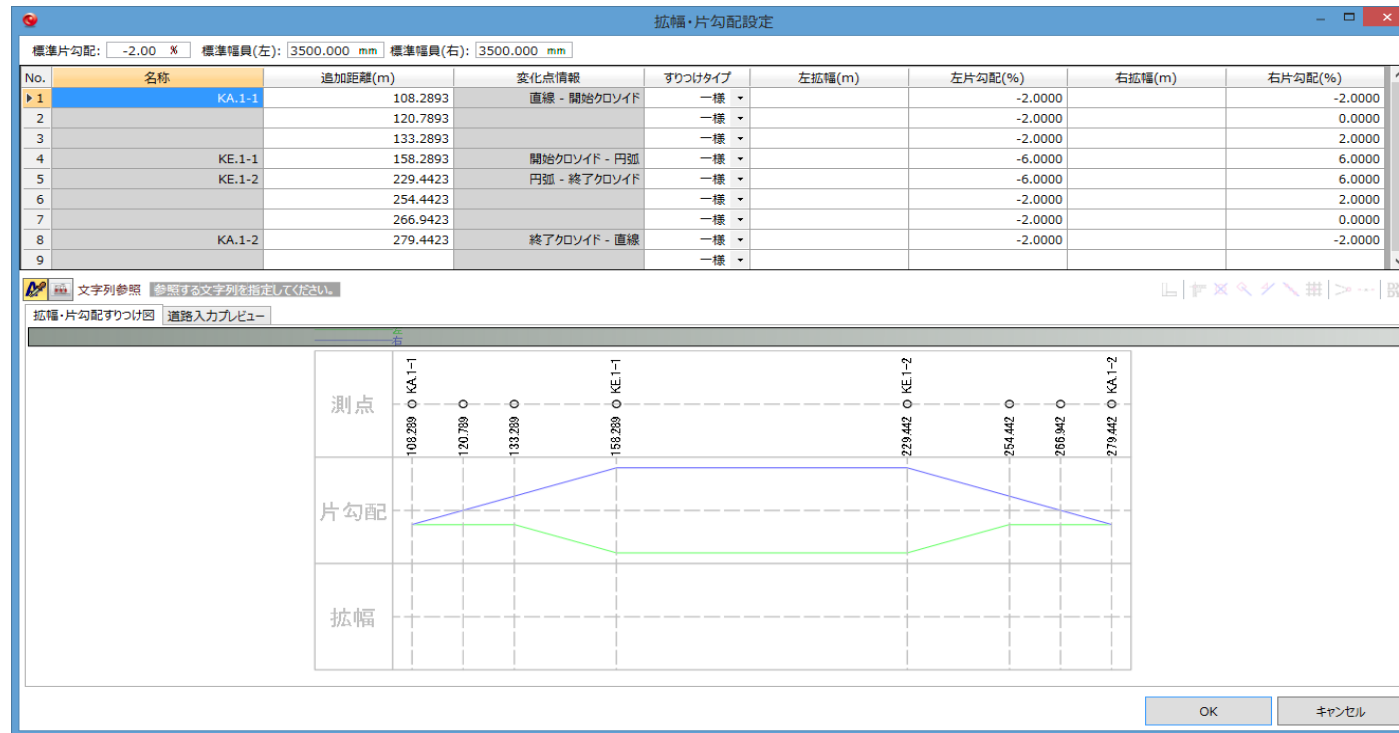 拡幅・片勾配設定
標準片勾配: -2.00 % 標準幅員(左): 3500.000 mm 標準幅員(右): 3500.000 mm
No. 名称 追加距離(m) 変化点情報 すりつけタイプ 左拡幅(m) 左片勾配(%) 右拡幅(m) 右片勾配(%)
1 KA.1-1 108.2893 直線 - 開始クロソイド 一様 -2.0000 -2.0000
2 120.7893 一様 -2.0000 0.0000
3 133.2893 一様 -2.0000 2.0000
4 KE.1-1 158.2893 開始クロソイド - 円弧 一様 -6.0000 6.0000
5 KE.1-2 229.4423 円弧 - 終了クロソイド 一様 -6.0000 6.0000
6 254.4423 一様 -2.0000 2.0000
7 266.9423 一様 -2.0000 0.0000
8 KA.1-2 279.4423 終了クロソイド - 直線 一様 -2.0000 -2.0000
9 一様
文字列参照 参照する文字列を指定してください。
拡幅・片勾配すりつけ図 道路入力プレビュー
左
右
測点
KA.1-1 KE.1-1 KE.1-2 KA.1-2
108.289 120.789 133.289 158.289 229.442 254.442 266.942 279.442
片勾配
拡幅
OK キャンセル